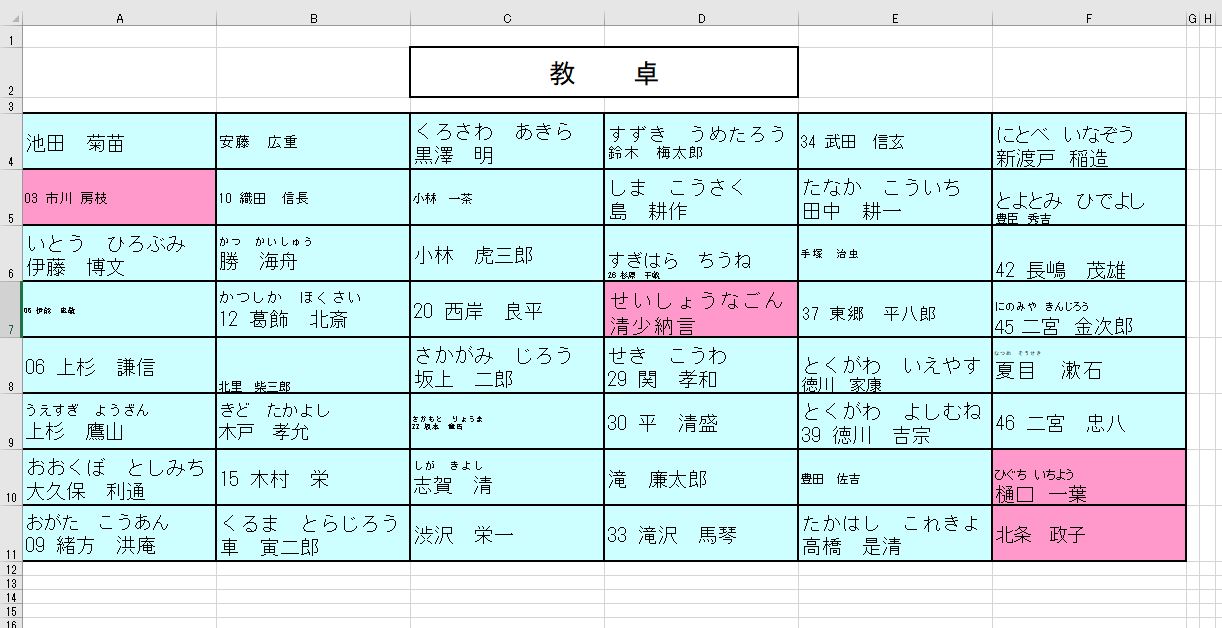 A B C D E F G H
1
教　卓
2
3
池田　菊苗
安藤　広重
くろさわ　あきら
黒澤　明
すずき　うめたろう
鈴木　梅太郎
34 武田　信玄
にとべ　いなぞう
新渡戸　稲造
4
03 市川 房枝
10 織田　信長
小林　一茶
しま　こうさく
島　耕作
たなか　こういち
田中　耕一
とよとみ　ひでよし
豊臣　秀吉
5
いとう　ひろぶみ
伊藤　博文
かつ　かいしゅう
勝　海舟
小林　虎三郎
すぎはら　ちうね
26 杉原　千畝
手塚　治虫
42 長嶋　茂雄
6
05 伊能　忠敬
かつしか　ほくさい
12 葛飾　北斎
20 西岸　良平
せいしょうなごん
清少納言
37 東郷　平八郎
にのみや　きんじろう
45 二宮　金次郎
7
06 上杉　謙信
北里　柴三郎
さかがみ　じろう
坂上　二郎
せき　こうわ
29 関　孝和
とくがわ　いえやす
徳川　家康
なつめ　そうせき
夏目　漱石
8
うえすぎ　ようざん
上杉　鷹山
きど　たかよし
木戸　孝允
さかもと　りょうま
22 坂本　龍馬
30 平　清盛
とくがわ　よしむね
39 徳川　吉宗
46 二宮　忠八
9
おおくぼ　としみち
大久保　利通
15 木村　栄
しが　きよし
志賀　潔
滝　廉太郎
豊田　佐吉
ひぐち いちよう
樋口　一葉
10
おがた　こうあん
09 緒方　洪庵
くるま　とらじろう
車　寅二郎
渋沢　栄一
33 滝沢　馬琴
たかはし　これきよ
高橋　是清
北条　政子
11
12
13
14
15
16